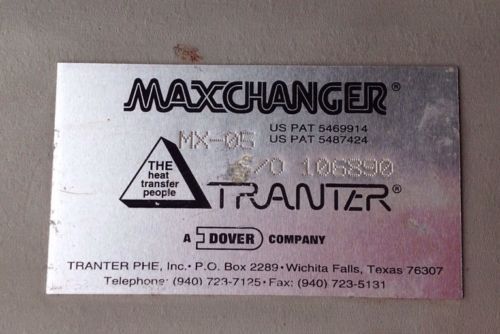 MAXCHANGER®
MX-05
US PAT 5469914
US PAT 5487424
THE
heat
transfer
people
/O 106890
TRANTER®
A DOVER COMPANY
TRANTER PHE, Inc. • P.O. Box 2289 • Wichita Falls, Texas 76307
Telephone: (940) 723-7125 • Fax: (940) 723-5131